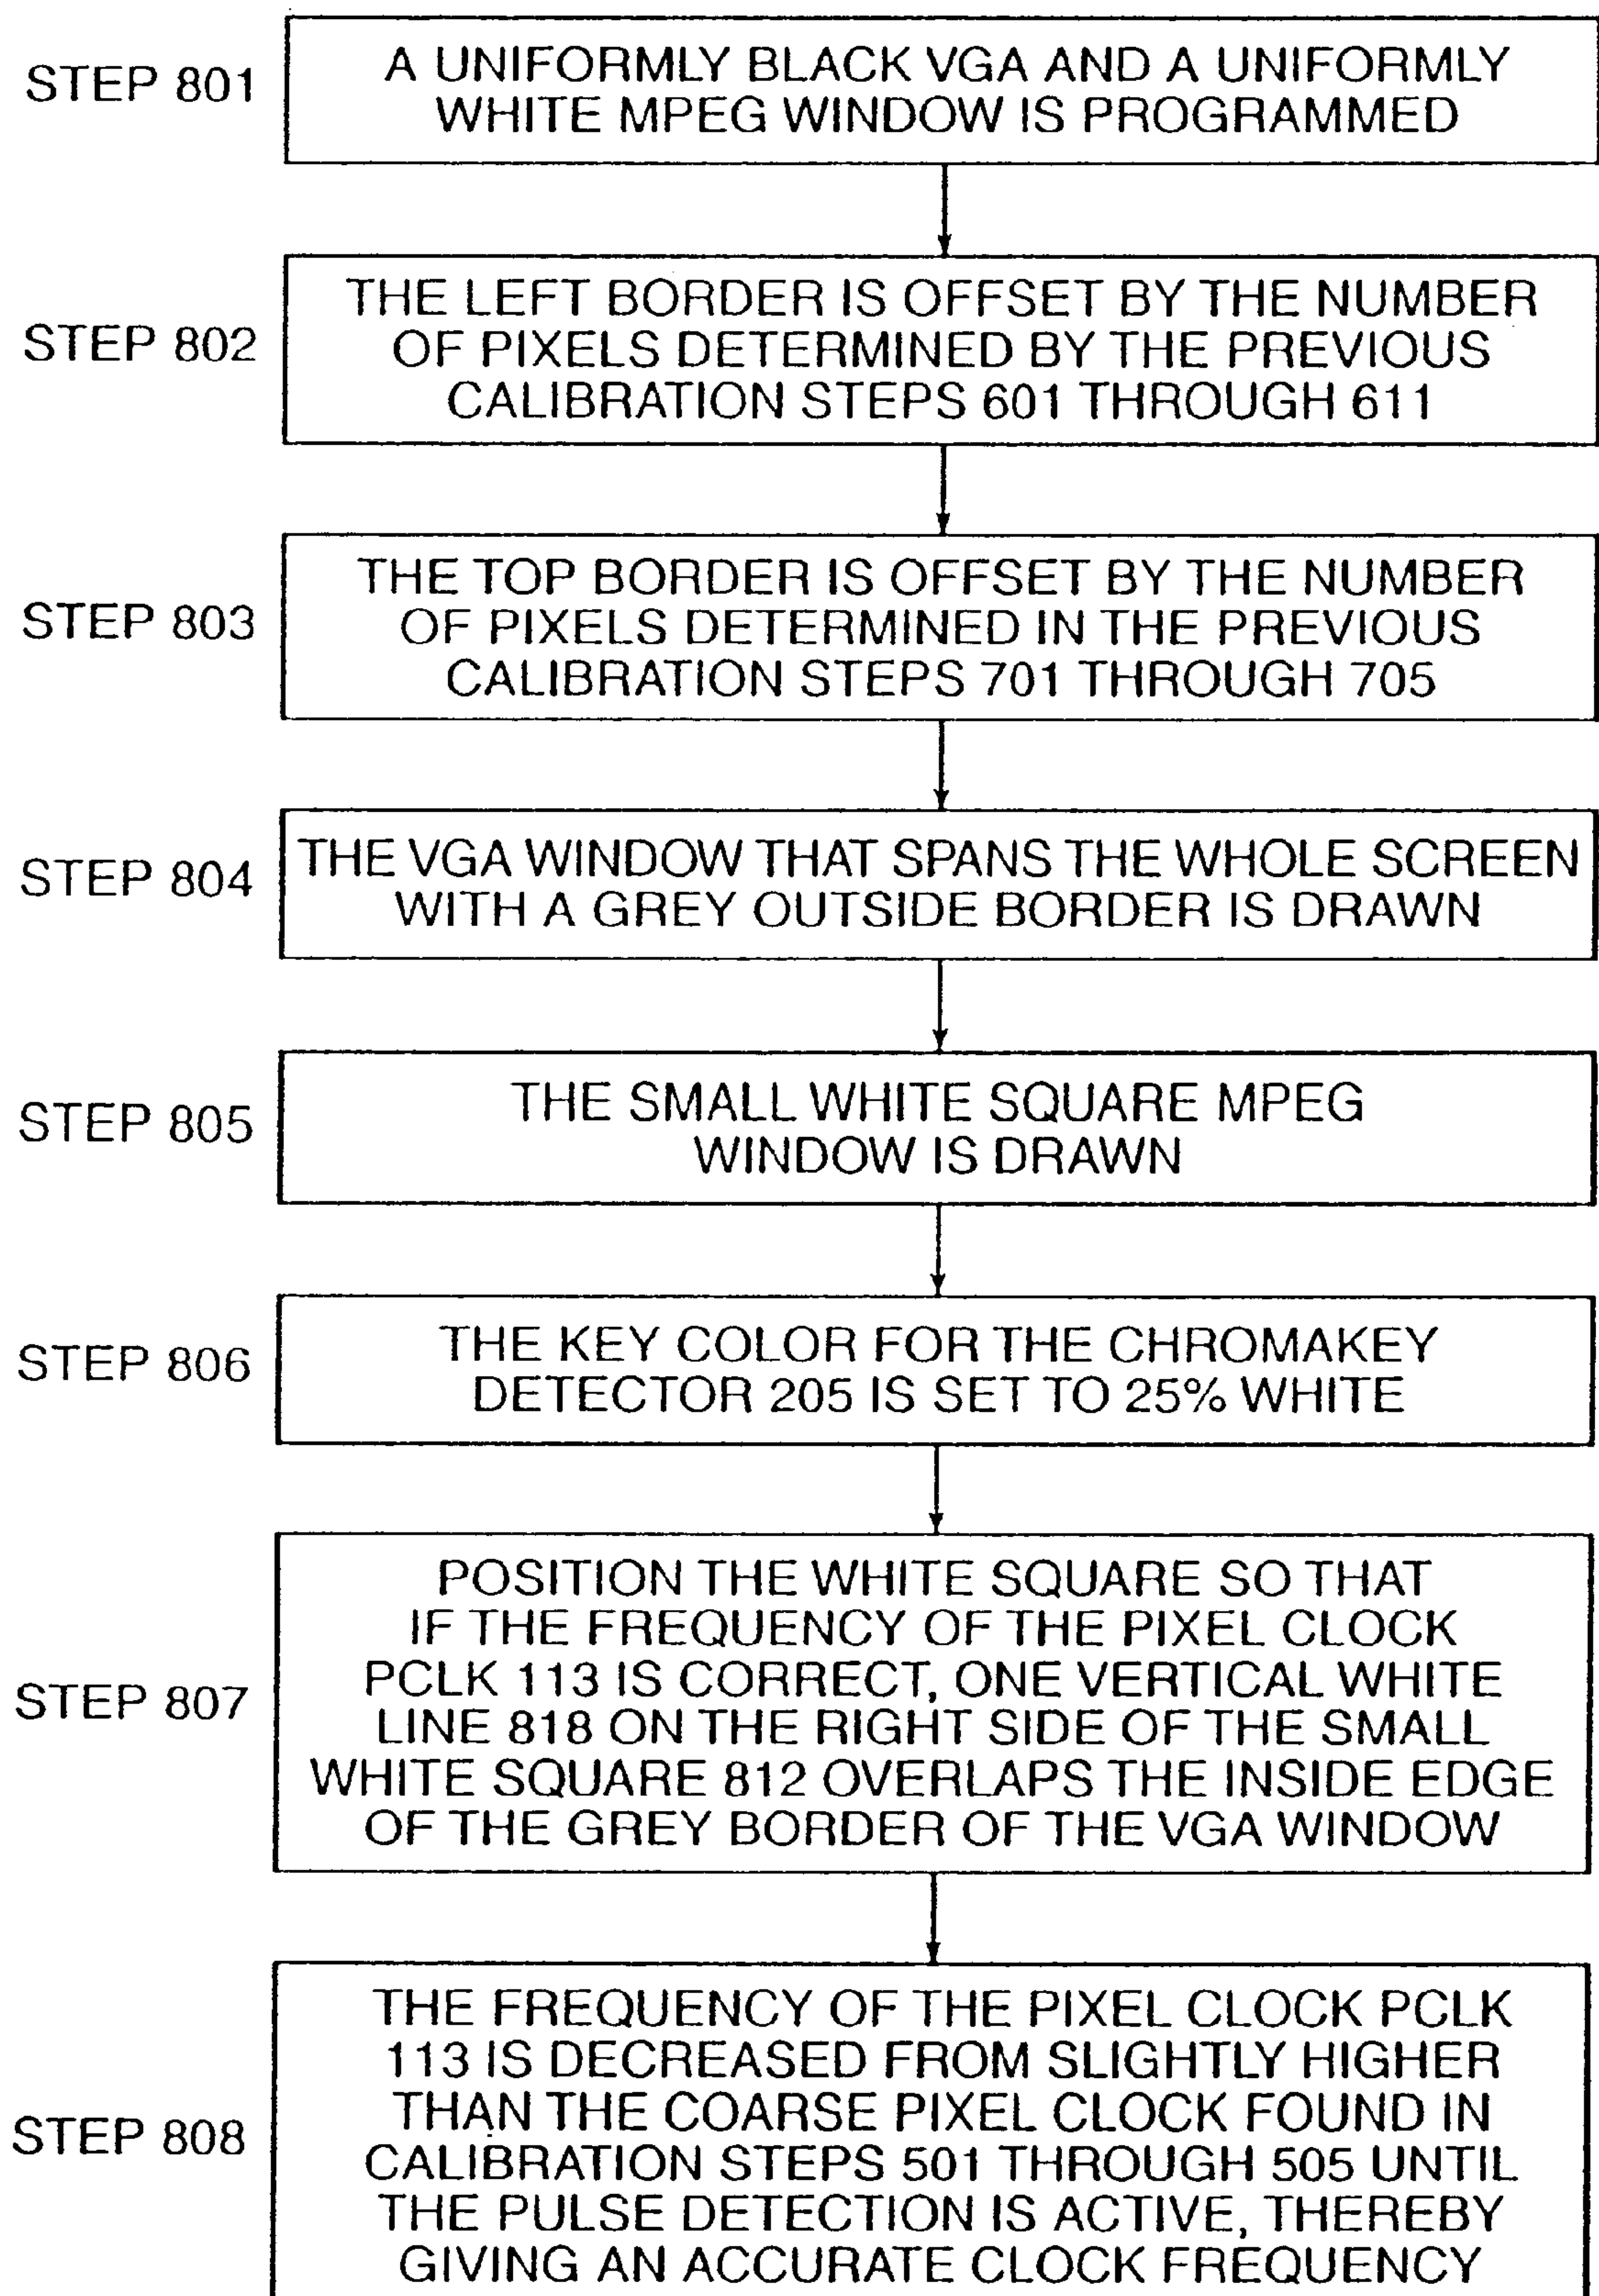 STEP 801
A UNIFORMLY BLACK VGA AND A UNIFORMLY
WHITE MPEG WINDOW IS PROGRAMMED
STEP 802
THE LEFT BORDER IS OFFSET BY THE NUMBER
OF PIXELS DETERMINED BY THE PREVIOUS
CALIBRATION STEPS 601 THROUGH 611
STEP 803
THE TOP BORDER IS OFFSET BY THE NUMBER
OF PIXELS DETERMINED IN THE PREVIOUS
CALIBRATION STEPS 701 THROUGH 705
STEP 804
THE VGA WINDOW THAT SPANS THE WHOLE SCREEN
WITH A GREY OUTSIDE BORDER IS DRAWN
STEP 805
THE SMALL WHITE SQUARE MPEG
WINDOW IS DRAWN
STEP 806
THE KEY COLOR FOR THE CHROMAKEY
DETECTOR 205 IS SET TO 25% WHITE
STEP 807
POSITION THE WHITE SQUARE SO THAT
IF THE FREQUENCY OF THE PIXEL CLOCK
PCLK 113 IS CORRECT, ONE VERTICAL WHITE
LINE 818 ON THE RIGHT SIDE OF THE SMALL
WHITE SQUARE 812 OVERLAPS THE INSIDE EDGE
OF THE GREY BORDER OF THE VGA WINDOW
STEP 808
THE FREQUENCY OF THE PIXEL CLOCK PCLK
113 IS DECREASED FROM SLIGHTLY HIGHER
THAN THE COARSE PIXEL CLOCK FOUND IN
CALIBRATION STEPS 501 THROUGH 505 UNTIL
THE PULSE DETECTION IS ACTIVE, THEREBY
GIVING AN ACCURATE CLOCK FREQUENCY